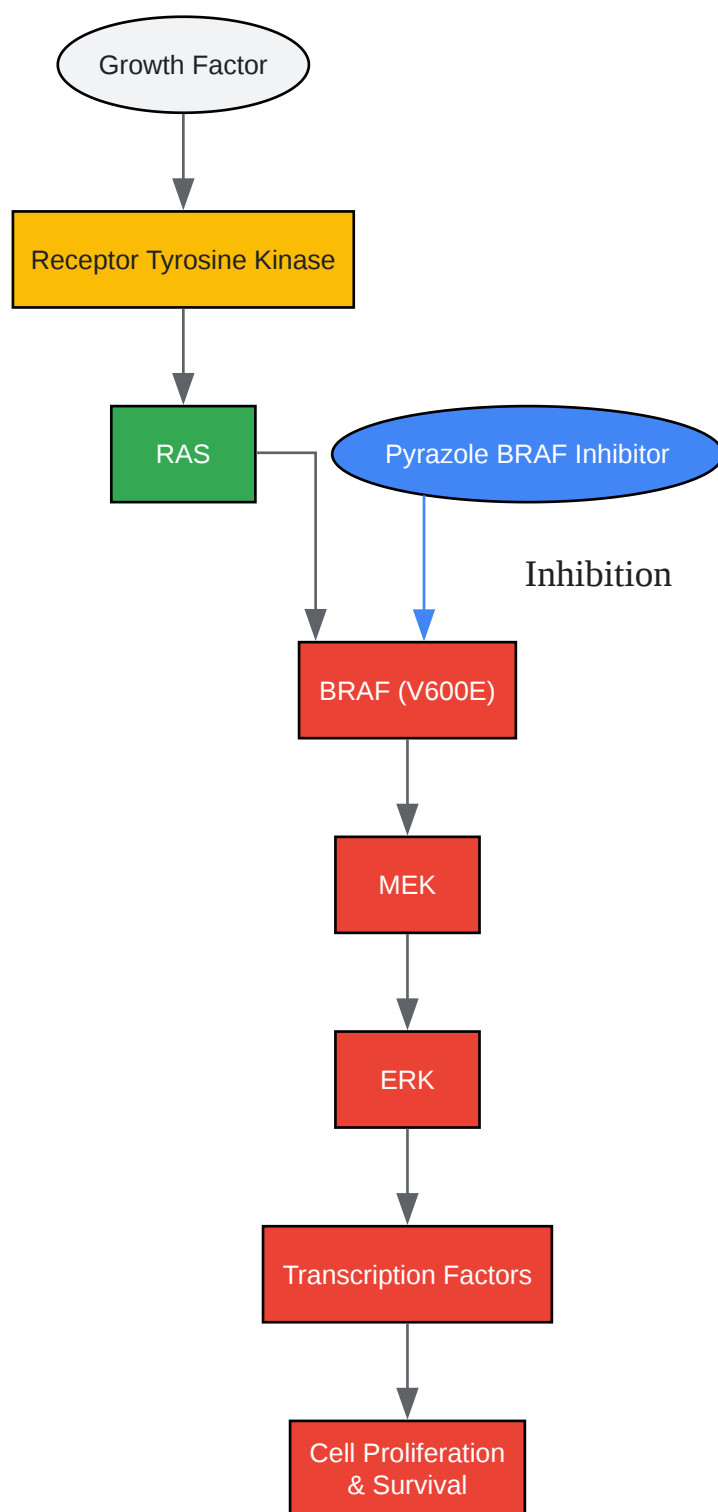 Growth Factor
Receptor Tyrosine Kinase
RAS
Pyrazole BRAF Inhibitor
Inhibition
BRAF (V600E)
MEK
ERK
Transcription Factors
Cell Proliferation
& Survival